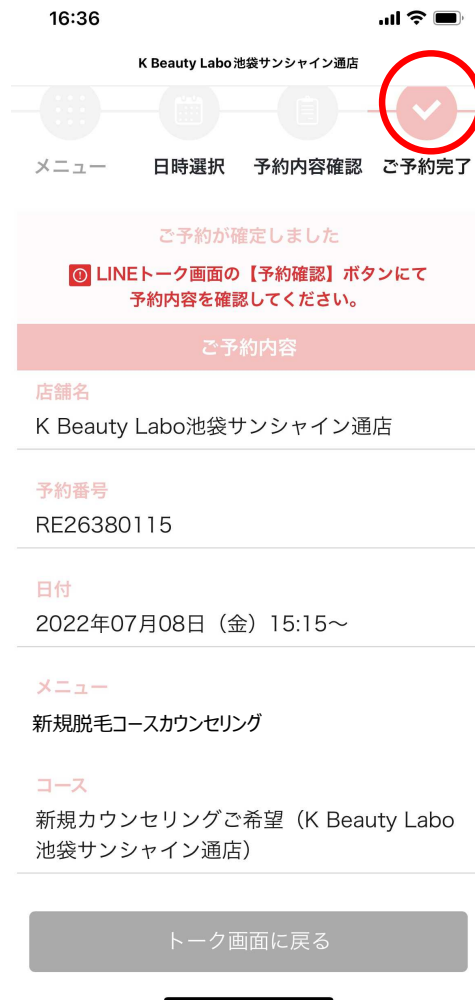 16:36
K Beauty Labo池袋サンシャイン通店
メニュー 日時選択 予約内容確認 ご予約完了
ご予約が確定しました
LINEトーク画面の【予約確認】ボタンにて
予約内容を確認してください。
ご予約内容
店舗名
K Beauty Labo池袋サンシャイン通店
予約番号
RE26380115
日付
2022年07月08日（金）15:15〜
メニュー
新規脱毛コースカウンセリング
コース
新規カウンセリングご希望（K Beauty Labo
池袋サンシャイン通店）
トーク画面に戻る